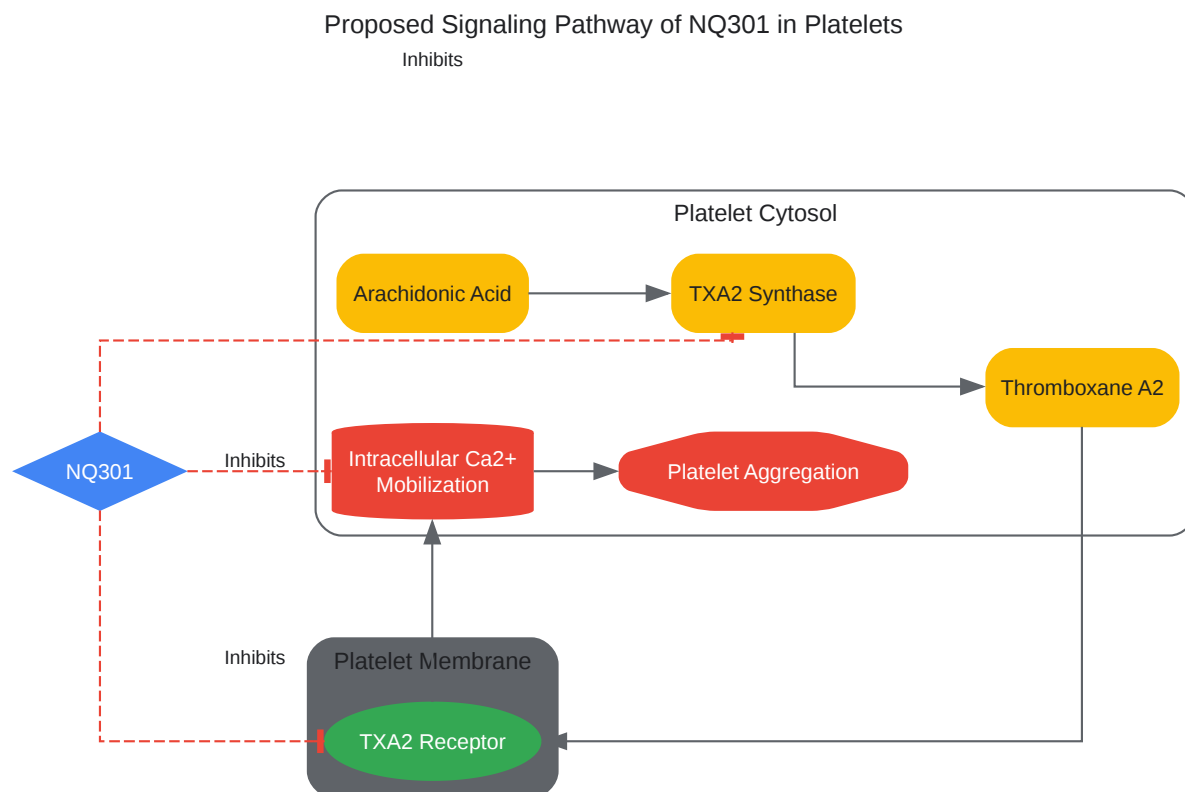 Proposed Signaling Pathway of NQ301 in Platelets
Inhibits
Platelet Cytosol
Arachidonic Acid
TXA2 Synthase
Thromboxane A2
NQ301
Inhibits
Intracellular Ca2+
Mobilization
Platelet Aggregation
Inhibits
Platelet Membrane
TXA2 Receptor